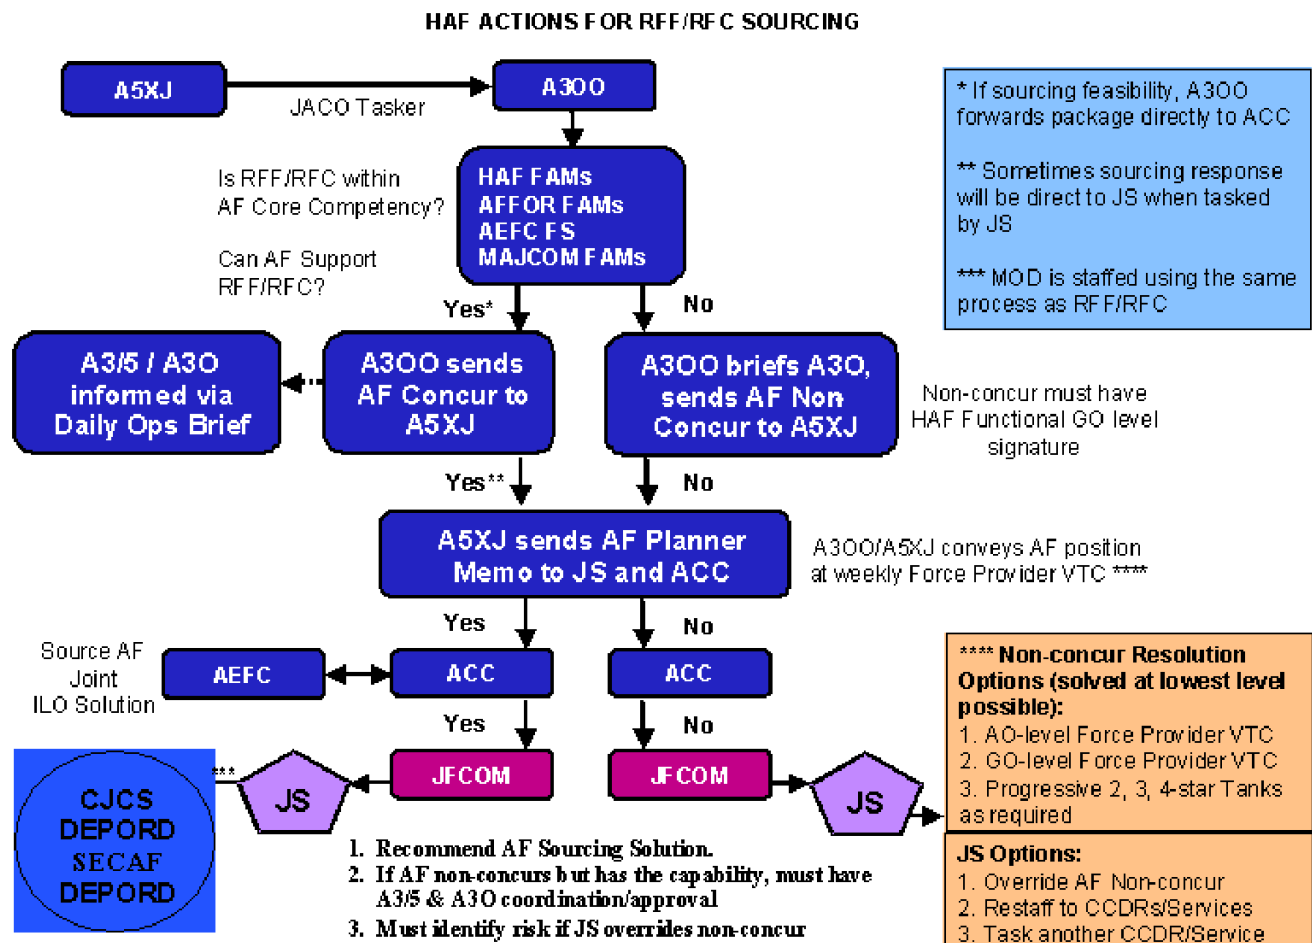 HAF ACTIONS FOR RFF/RFC SOURCING
A5XJ
JACO Tasker
A3OO
* If sourcing feasibility, A3OO
forwards package directly to ACC
** Sometimes sourcing response
will be direct to JS when tasked
by JS
*** MOD is staffed using the same
process as RFF/RFC
Is RFF/RFC within
AF Core Competency?
Can AF Support
RFF/RFC?
HAF FAMs
AFFOR FAMs
AEFC FS
MAJCOM FAMs
Yes*
No
A3/5 / A3O
informed via
Daily Ops Brief
A3OO sends
AF Concur to
A5XJ
A3OO briefs A3O,
sends AF Non
Concur to A5XJ
Non-concur must have
HAF Functional GO level
signature
Yes**
No
A5XJ sends AF Planner
Memo to JS and ACC
A3OO/A5XJ conveys AF position
at weekly Force Provider VTC ****
Yes
No
Source AF
Joint
ILO Solution
AEFC
ACC
ACC
Yes
No
***
JS
JFCOM
JFCOM
JS
CJCS
DEPORD
SECAF
DEPORD
1. Recommend AF Sourcing Solution.
2. If AF non-concurs but has the capability, must have
A3/5 & A3O coordination/approval
3. Must identify risk if JS overrides non-concur
**** Non-concur Resolution
Options (solved at lowest level
possible):
1. AO-level Force Provider VTC
2. GO-level Force Provider VTC
3. Progressive 2, 3, 4-star Tanks
as required
JS Options:
1. Override AF Non-concur
2. Restaff to CCDRs/Services
3. Task another CCDR/Service